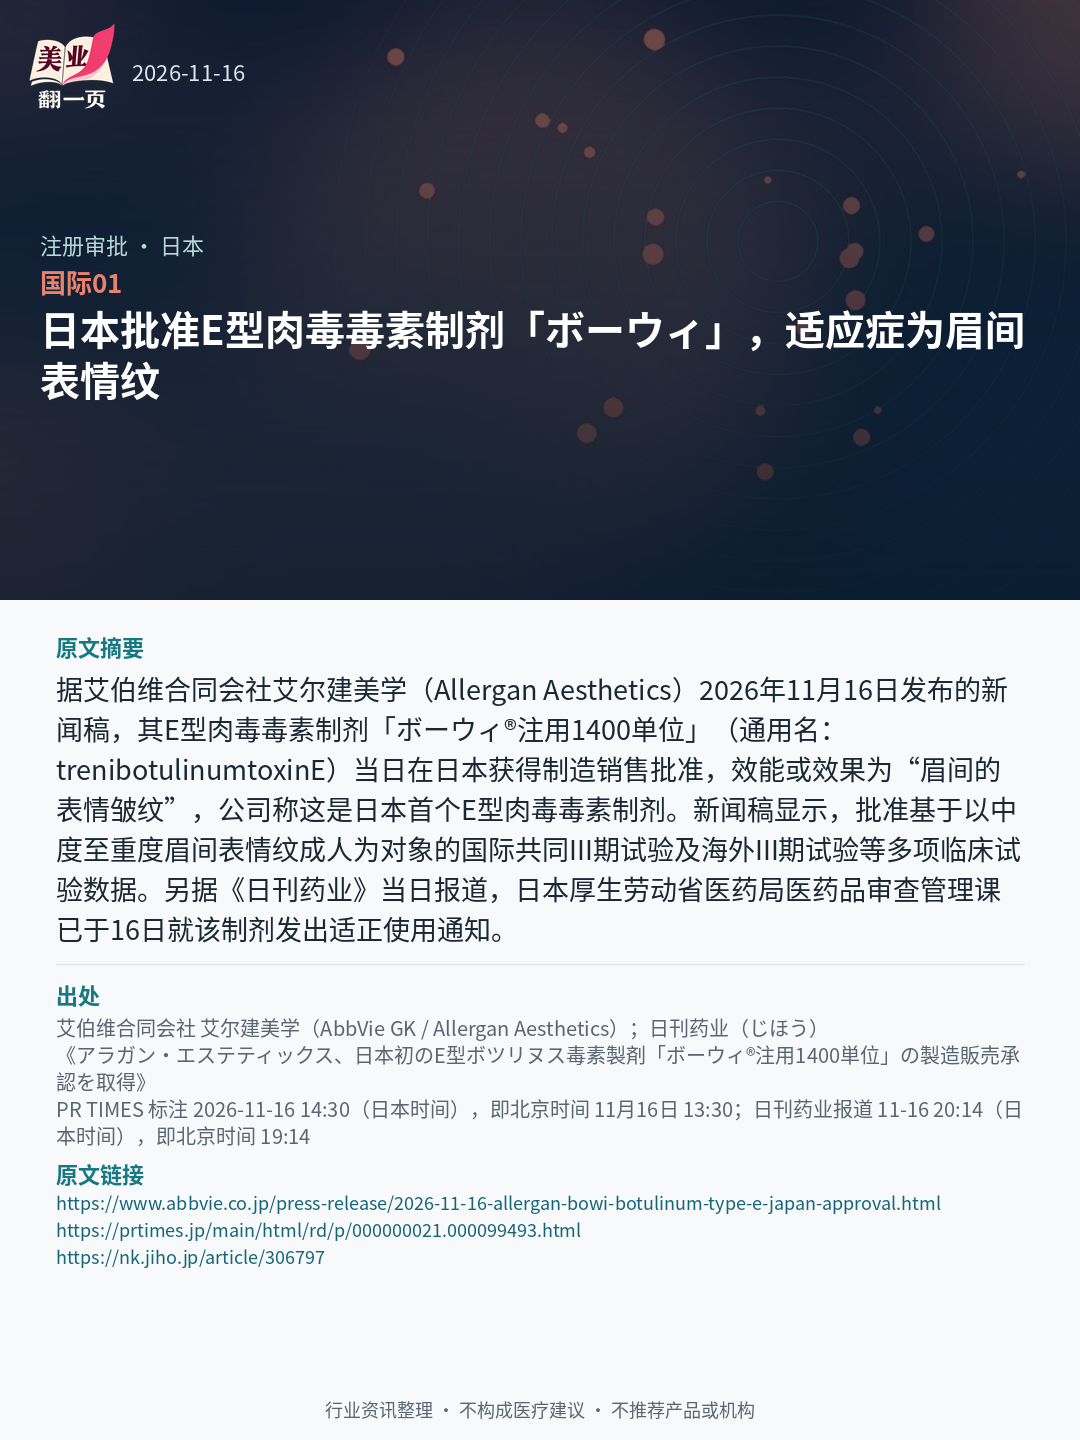 美业
翻一页
2026-11-16
注册审批 · 日本
国际01
日本批准E型肉毒毒素制剂「ボーウィ」，适应症为眉间
表情纹
原文摘要
据艾伯维合同会社艾尔建美学（Allergan Aesthetics）2026年11月16日发布的新
闻稿，其E型肉毒毒素制剂「ボーウィ®注用1400单位」（通用名：
trenibotulinumtoxinE）当日在日本获得制造销售批准，效能或效果为“眉间的
表情皱纹”，公司称这是日本首个E型肉毒毒素制剂。新闻稿显示，批准基于以中
度至重度眉间表情纹成人为对象的国际共同III期试验及海外III期试验等多项临床试
验数据。另据《日刊药业》当日报道，日本厚生劳动省医药局医药品审查管理课
已于16日就该制剂发出适正使用通知。
出处
艾伯维合同会社 艾尔建美学（AbbVie GK / Allergan Aesthetics）；日刊药业（じほう）
《アラガン・エステティックス、日本初のE型ボツリヌス毒素製剤「ボーウィ®注用1400単位」の製造販売承
認を取得》
PR TIMES 标注 2026-11-16 14:30（日本时间），即北京时间 11月16日 13:30；日刊药业报道 11-16 20:14（日
本时间），即北京时间 19:14
原文链接
https://www.abbvie.co.jp/press-release/2026-11-16-allergan-bowi-botulinum-type-e-japan-approval.html
https://prtimes.jp/main/html/rd/p/000000021.000099493.html
https://nk.jiho.jp/article/306797
行业资讯整理 · 不构成医疗建议 · 不推荐产品或机构